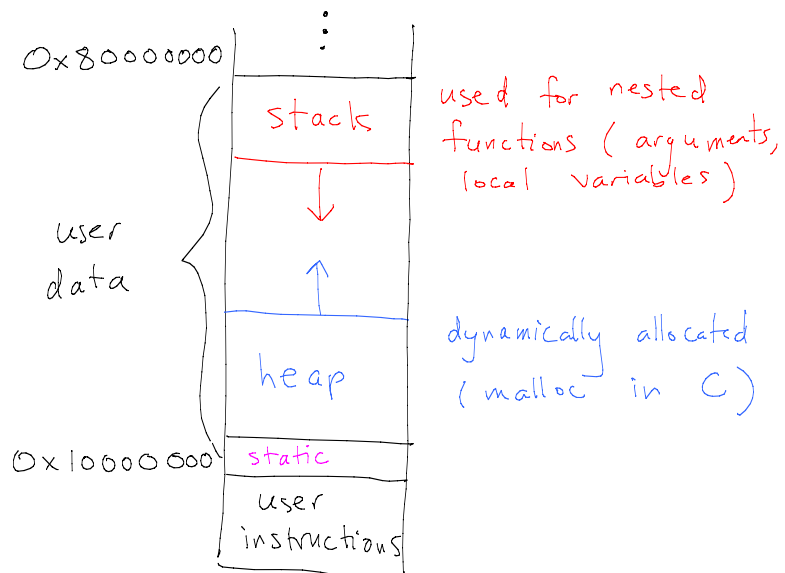 0x80000000
stack
used for nested
functions (arguments,
local variables)
user
data
dynamically allocated
(malloc in C)
heap
0x10000000
static
user
instructions